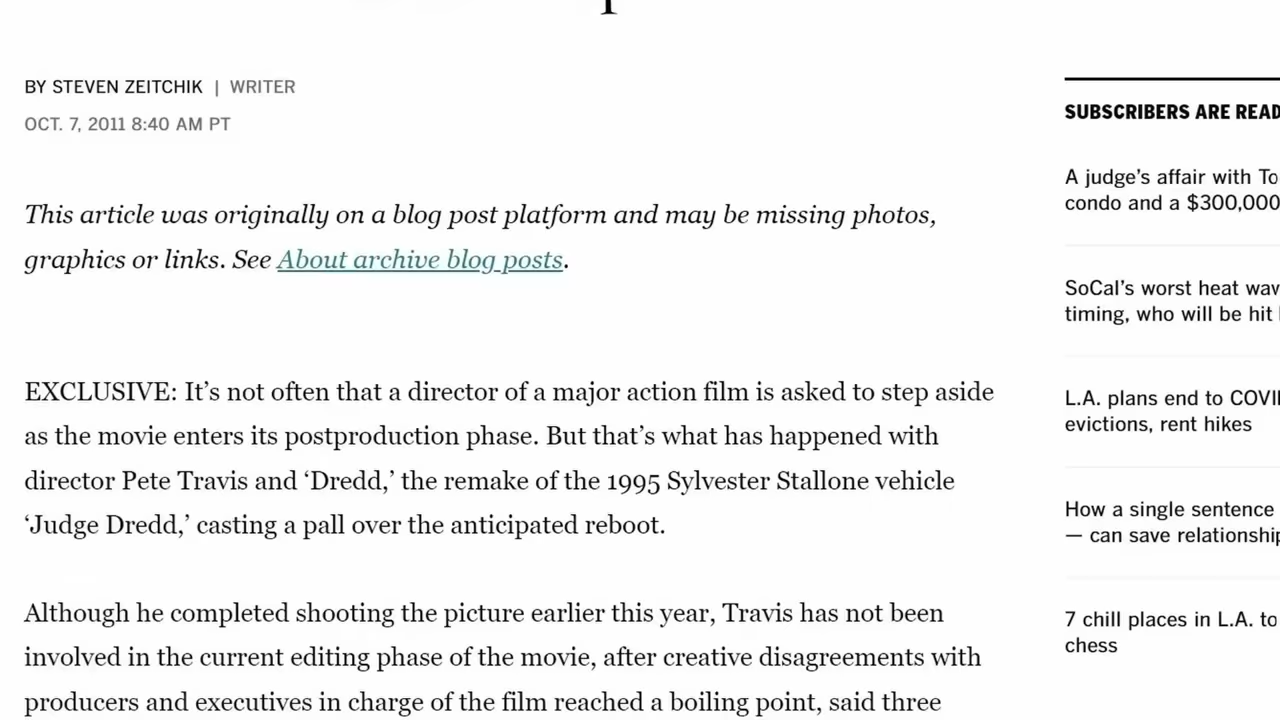 BY STEVEN ZEITCHIK | WRITER
OCT. 7, 2011 8:40 AM PT
This article was originally on a blog post platform and may be missing photos,
graphics or links. See About archive blog posts.
EXCLUSIVE: It’s not often that a director of a major action film is asked to step aside
as the movie enters its postproduction phase. But that’s what has happened with
director Pete Travis and ‘Dredd,’ the remake of the 1995 Sylvester Stallone vehicle
‘Judge Dredd,’ casting a pall over the anticipated reboot.
Although he completed shooting the picture earlier this year, Travis has not been
involved in the current editing phase of the movie, after creative disagreements with
producers and executives in charge of the film reached a boiling point, said three
SUBSCRIBERS ARE READ
A judge’s affair with To
condo and a $300,000
SoCal’s worst heat wav
timing, who will be hit
L.A. plans end to COVI
evictions, rent hikes
How a single sentence
— can save relationship
7 chill places in L.A. to
chess